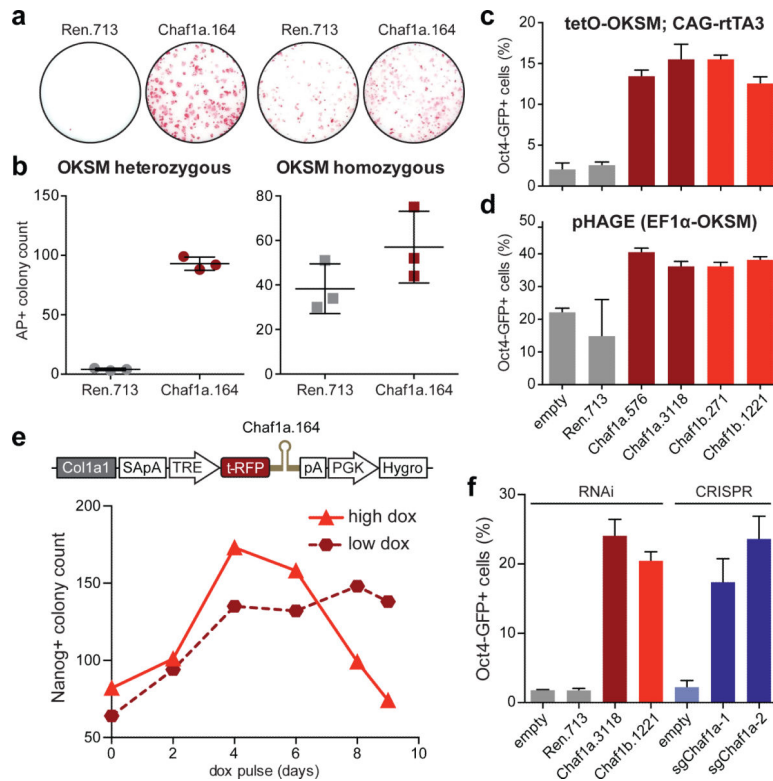 a
Ren.713 Chaf1a.164 Ren.713 Chaf1a.164
b
OKSM heterozygous OKSM homozygous
AP+ colony count
150
100
50
0
Ren.713 Chaf1a.164
80
60
40
20
0
Ren.713 Chaf1a.164
c
tetO-OKSM; CAG-rtTA3
Oct4-GFP+ cells (%)
20
15
10
5
0
d
pHAGE (EF1α-OKSM)
Oct4-GFP+ cells (%)
50
40
30
20
10
0
empty
Ren.713
Chaf1a.576
Chaf1a.3118
Chaf1b.271
Chaf1b.1221
e
Chaf1a.164
Col1a1 SApA TRE t-RFP pA PGK Hygro
Nanog+ colony count
200
150
100
50
high dox
low dox
0 2 4 6 8 10
dox pulse (days)
f
RNAi CRISPR
Oct4-GFP+ cells (%)
30
20
10
0
empty
Ren.713
Chaf1a.3118
Chaf1b.1221
empty
sgChaf1a-1
sgChaf1a-2